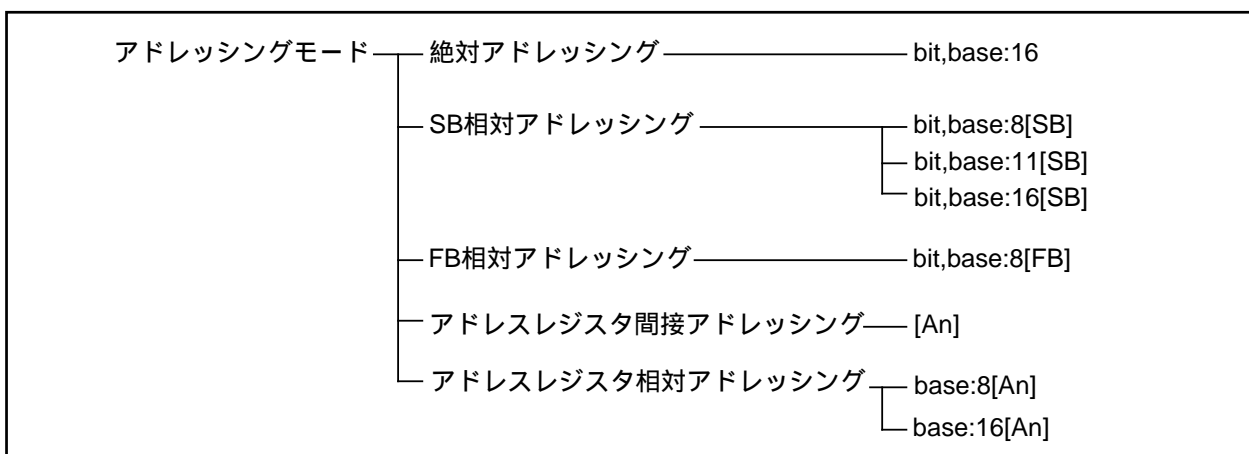 アドレッシングモード 絶対アドレッシング bit,base:16
SB相対アドレッシング bit,base:8[SB]
bit,base:11[SB]
bit,base:16[SB]
FB相対アドレッシング bit,base:8[FB]
アドレスレジスタ間接アドレッシング [An]
アドレスレジスタ相対アドレッシング base:8[An]
base:16[An]